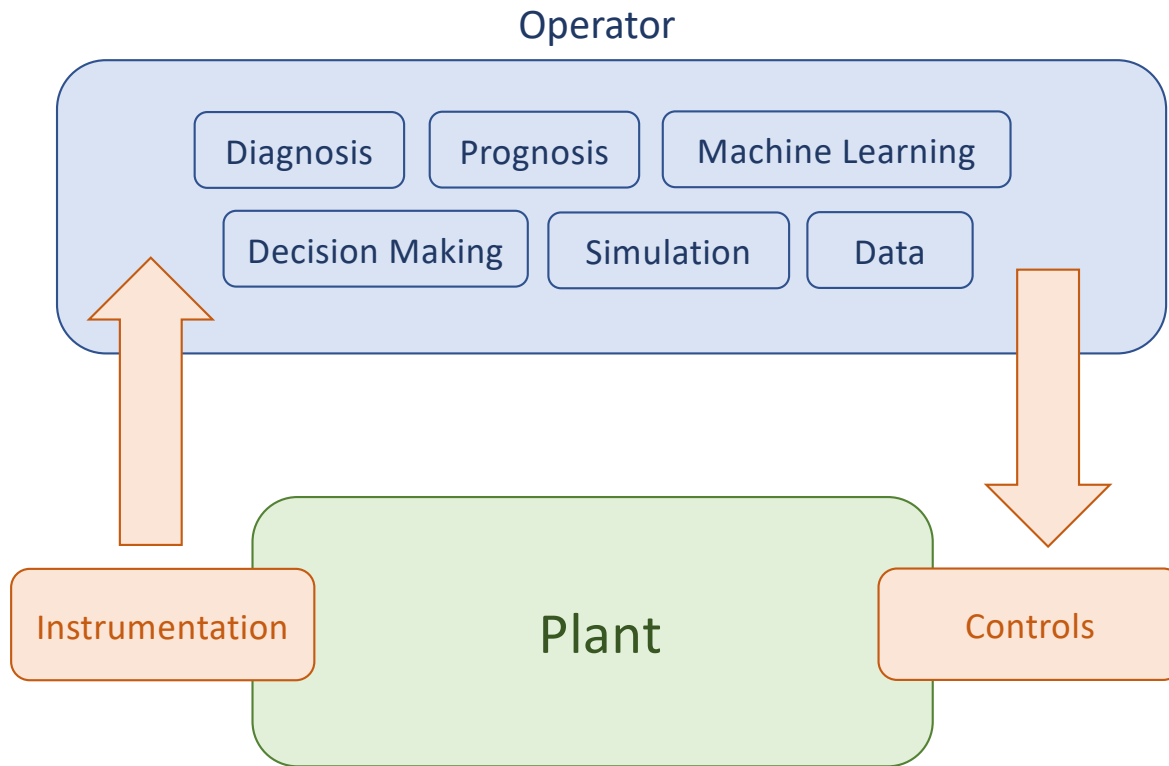 Operator
Diagnosis
Prognosis
Machine Learning
Decision Making
Simulation
Data
Instrumentation
Plant
Controls